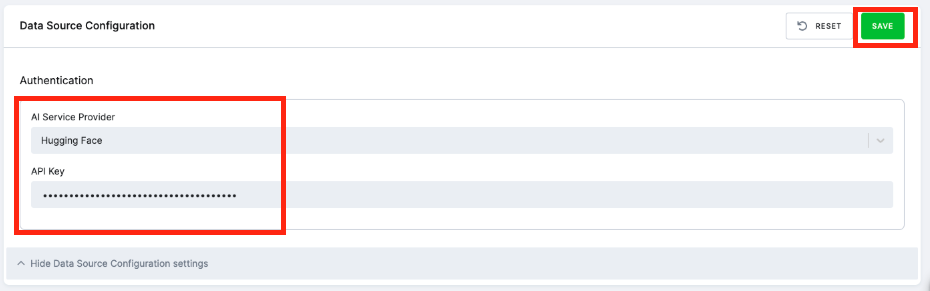 Data Source Configuration
RESET
SAVE
Authentication
AI Service Provider
Hugging Face
API Key
•••••••••••••••••••••••••••••••••••••
Hide Data Source Configuration settings